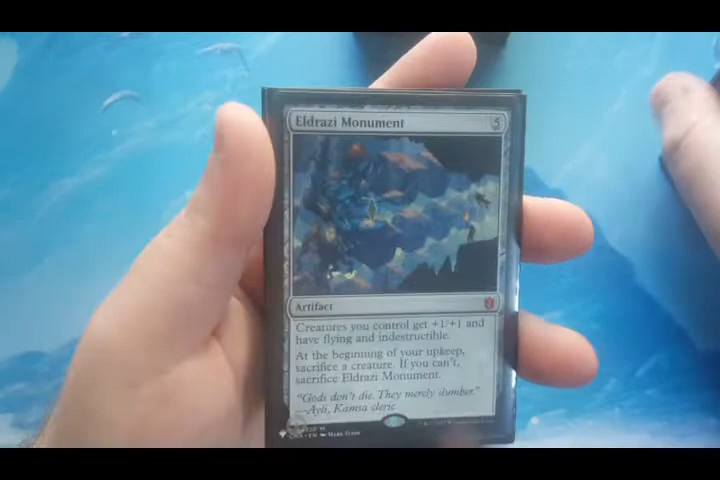 Eldrazi Monument 5
Artifact
Creatures you control get +1/+1 and
have flying and indestructible.
At the beginning of your upkeep,
sacrifice a creature. If you can't,
sacrifice Eldrazi Monument.
"Gods don't die. They merely slumber."
—Ayli, Kamsa cleric
EN Mark Tedin